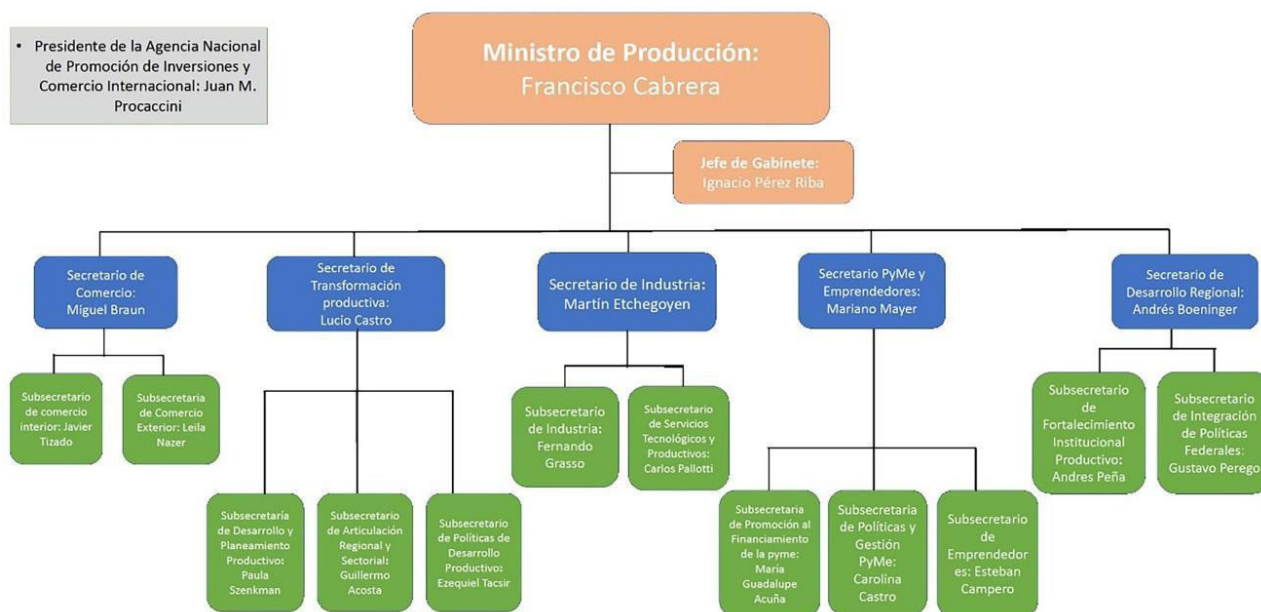 • Presidente de la Agencia Nacional
de Promoción de Inversiones y
Comercio Internacional: Juan M.
Procaccini
Ministro de Producción:
Francisco Cabrera
Jefe de Gabinete:
Ignacio Pérez Riba
Secretario de
Comercio:
Miguel Braun
Secretario de
Transformación
productiva:
Lucio Castro
Secretario de Industria:
Martín Etchegoyen
Secretario PyMe y
Emprendedores:
Mariano Mayer
Secretario de
Desarrollo Regional:
Andrés Boeninger
Subsecretario
de comercio
interior: Javier
Tizado
Subsecretaria
de Comercio
Exterior: Leila
Nazer
Subsecretaría
de Desarrollo y
Planeamiento
Productivo:
Paula
Szenkman
Subsecretario
de Articulación
Regional y
Sectorial:
Guillermo
Acosta
Subsecretario
de Políticas de
Desarrollo
Productivo:
Ezequiel Tacsir
Subsecretario
de Industria:
Fernando
Grasso
Subsecretario
de Servicios
Tecnológicos y
Productivos:
Carlos Pallotti
Subsecretaria
de Promoción al
Financiamiento
de la pyme:
María
Guadalupe
Acuña
Subsecretaria
de Políticas y
Gestión
PyMe:
Carolina
Castro
Subsecretario
de
Emprendedor
es: Esteban
Campero
Subsecretario
de
Fortalecimiento
Institucional
Productivo:
Andres Peña
Subsecretario
de Integración
de Políticas
Federales:
Gustavo Perego